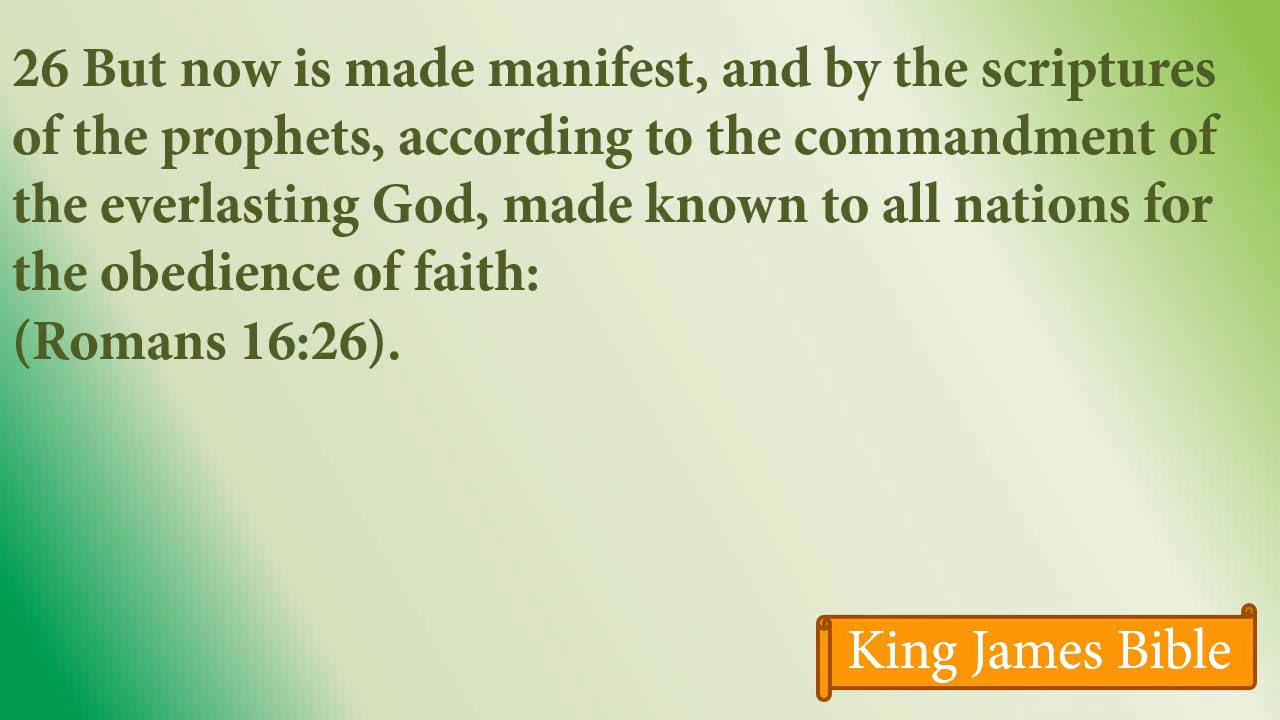 26 But now is made manifest, and by the scriptures
of the prophets, according to the commandment of
the everlasting God, made known to all nations for
the obedience of faith:
(Romans 16:26).
King James Bible